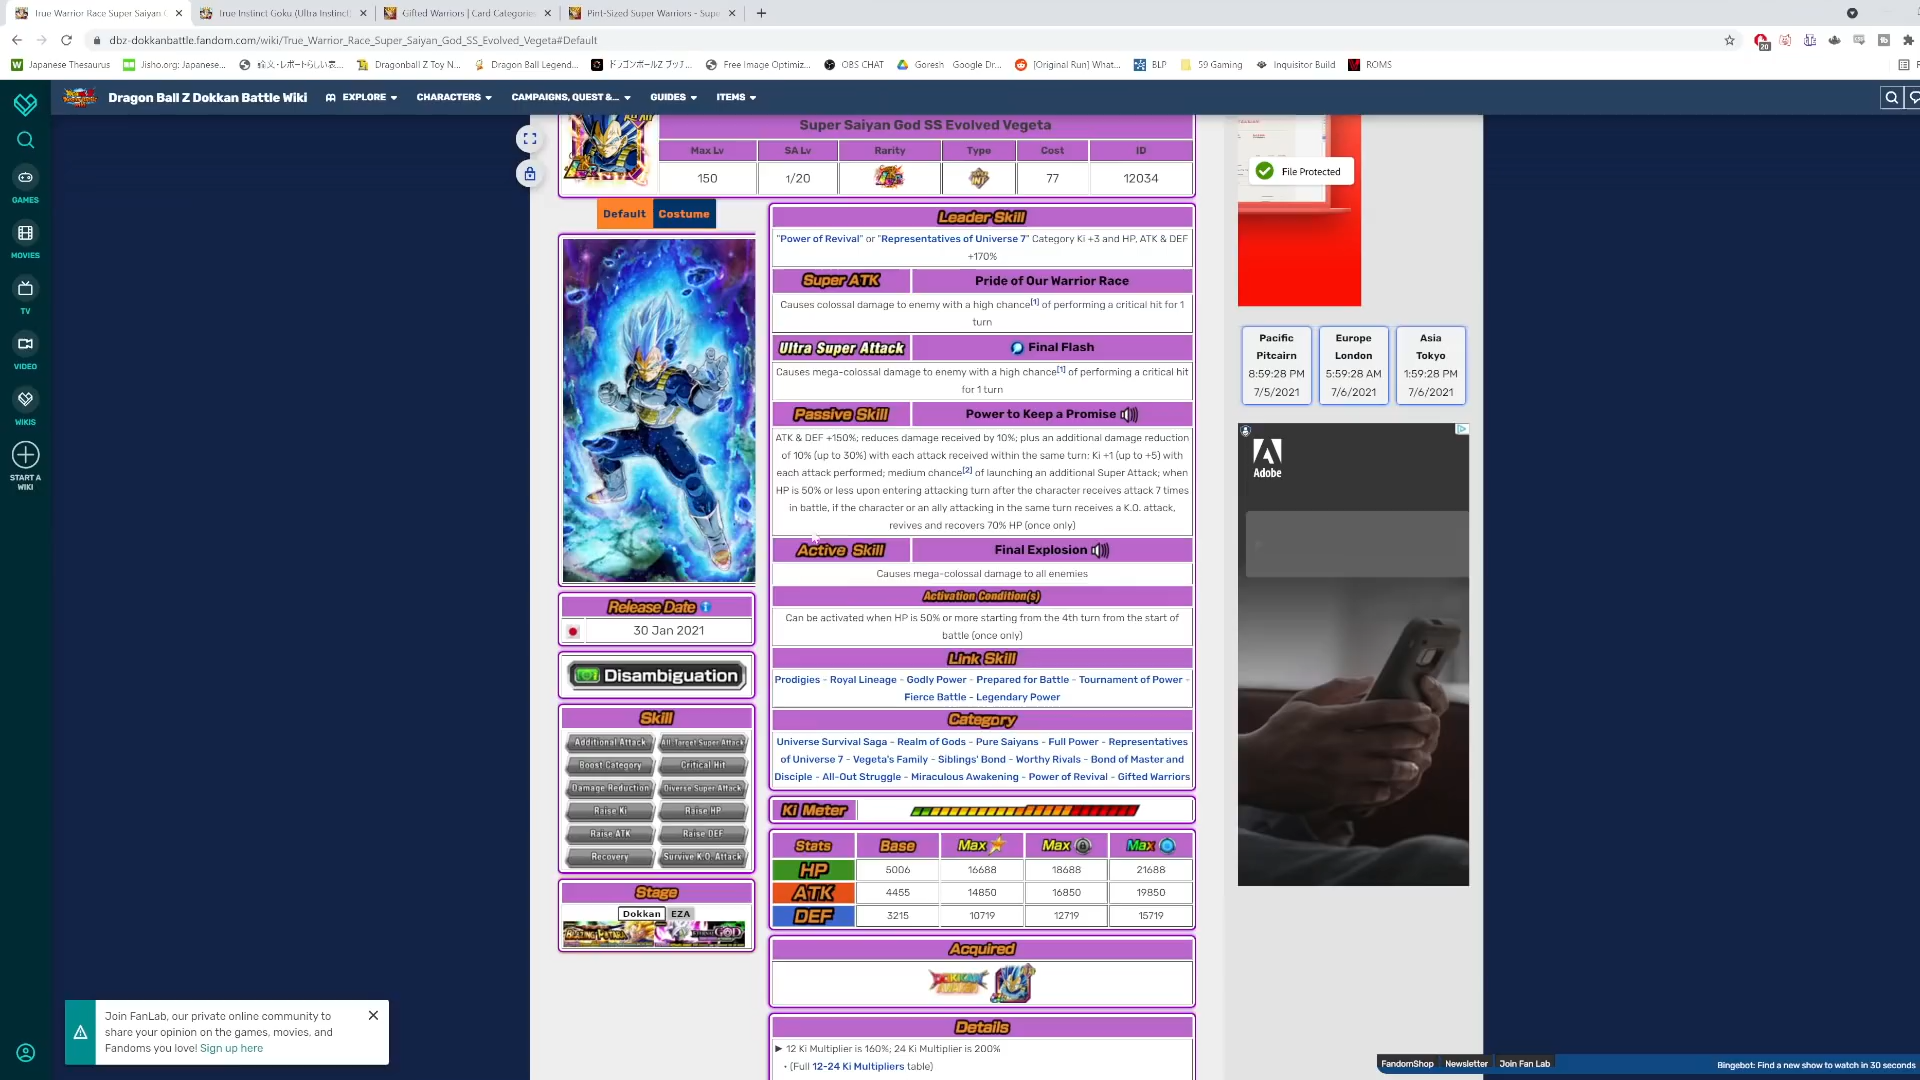 True Warrior Race Super Saiyan
True Instinct Goku (Ultra Instinct
Gifted Warriors | Card Categories
Pint-Sized Super Warriors - Supe
dbz-dokkanbattle.fandom.com/wiki/True_Warrior_Race_Super_Saiyan_God_SS_Evolved_Vegeta#Default
20
Japanese Thesaurus
Jisho.org: Japanese...
Dragonball Z Toy N...
Dragon Ball Legend...
Free Image Optimiz...
OBS CHAT
Goresh
Google Dr...
[Original Run] What...
BLP
59 Gaming
Inquisitor Build
ROMS
Dragon Ball Z Dokkan Battle Wiki
EXPLORE
CHARACTERS
CAMPAIGNS, QUEST &...
GUIDES
ITEMS
GAMES
MOVIES
TV
VIDEO
WIKIS
START A
WIKI
Super Saiyan God SS Evolved Vegeta
Max Lv
SA Lv
Rarity
Type
Cost
ID
150
1/20
77
12034
Default
Costume
Leader Skill
"Power of Revival" or "Representatives of Universe 7" Category Ki +3 and HP, ATK & DEF
+170%
Super ATK
Pride of Our Warrior Race
Causes colossal damage to enemy with a high chance[1] of performing a critical hit for 1
turn
Ultra Super Attack
Final Flash
Causes mega-colossal damage to enemy with a high chance[1] of performing a critical hit
for 1 turn
Passive Skill
Power to Keep a Promise
ATK & DEF +150%; reduces damage received by 10%; plus an additional damage reduction
of 10% (up to 30%) with each attack received within the same turn: Ki +1 (up to +5) with
each attack performed; medium chance[2] of launching an additional Super Attack; when
HP is 50% or less upon entering attacking turn after the character receives attack 7 times
in battle, if the character or an ally attacking in the same turn receives a K.O. attack,
revives and recovers 70% HP (once only)
Active Skill
Final Explosion
Causes mega-colossal damage to all enemies
Activation Condition(s)
Can be activated when HP is 50% or more starting from the 4th turn from the start of
battle (once only)
Link Skill
Prodigies - Royal Lineage - Godly Power - Prepared for Battle - Tournament of Power -
Fierce Battle - Legendary Power
Category
Universe Survival Saga - Realm of Gods - Pure Saiyans - Full Power - Representatives
of Universe 7 - Vegeta's Family - Siblings' Bond - Worthy Rivals - Bond of Master and
Disciple - All-Out Struggle - Miraculous Awakening - Power of Revival - Gifted Warriors
Ki Meter
Stats
Base
Max
Max
Max
HP
5006
16688
18688
21688
ATK
4455
14850
16850
19850
DEF
3215
10719
12719
15719
Acquired
DOKKAN
Details
► 12 Ki Multiplier is 160%; 24 Ki Multiplier is 200%
• (Full 12-24 Ki Multipliers table)
Release Date
30 Jan 2021
Disambiguation
Skill
Additional Attack
All-Target Super Attack
Boost Category
Critical Hit
Damage Reduction
Diverse Super Attack
Raise Ki
Raise HP
Raise ATK
Raise DEF
Recovery
Survive K.O. Attack
Stage
Dokkan
EZA
File Protected
Pacific
Pitcairn
8:59:28 PM
7/5/2021
Europe
London
5:59:28 AM
7/6/2021
Asia
Tokyo
1:59:28 PM
7/6/2021
Adobe
Join FanLab, our private online community to
share your opinion on the games, movies, and
Fandoms you love! Sign up here
FandomShop
Newsletter
Join Fan Lab
Bingebot: Find a new show to watch in 30 seconds